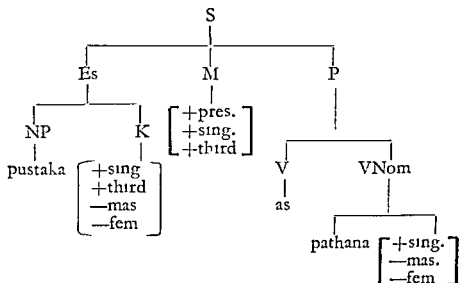 S
Es M P
+pres.
+sing.
+third
NP K
pustaka
+sing
+third
—mas
—fem
V VNom
as
pathana
+sing.
—mas.
—fem